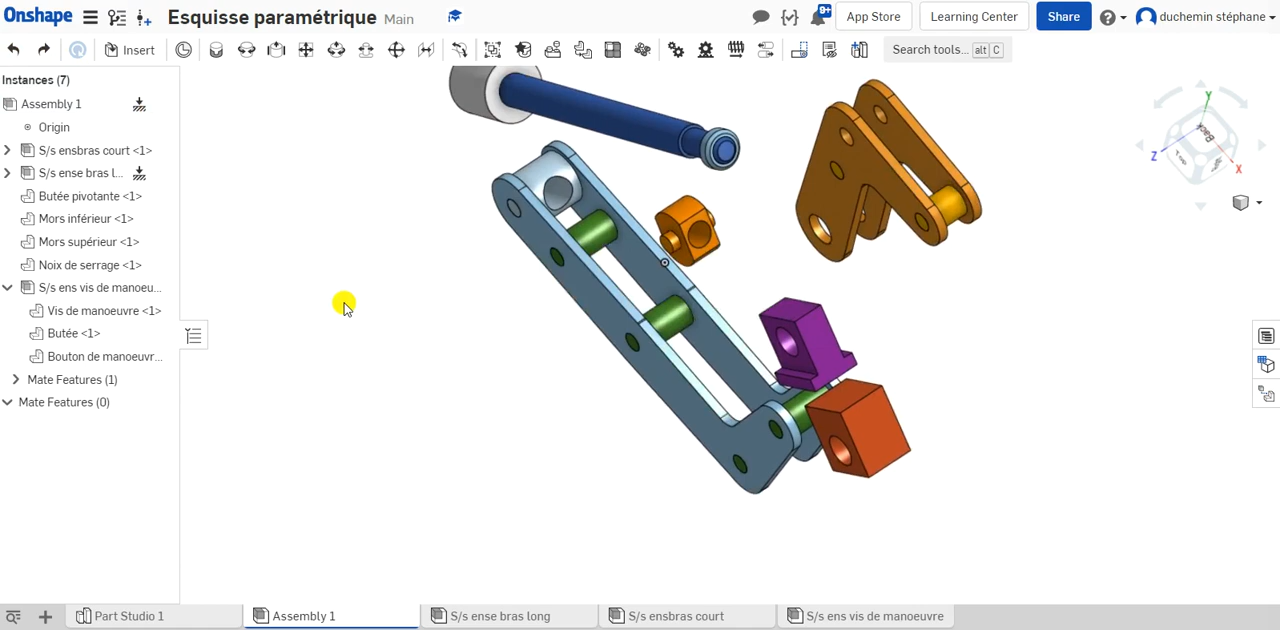 Onshape Esquisse paramétrique Main 9+ App Store Learning Center Share duchemin stéphane
Insert Search tools... alt C
Instances (7)
Assembly 1
Origin
S/s ensbras court <1>
S/s ense bras l...
Butée pivotante <1>
Mors inférieur <1>
Mors supérieur <1>
Noix de serrage <1>
S/s ens vis de manoeu...
Vis de manoeuvre <1>
Butée <1>
Bouton de manoeuvr...
Mate Features (1)
Mate Features (0)
Y
Back
Top
Z
X
Part Studio 1 Assembly 1 S/s ense bras long S/s ensbras court S/s ens vis de manoeuvre